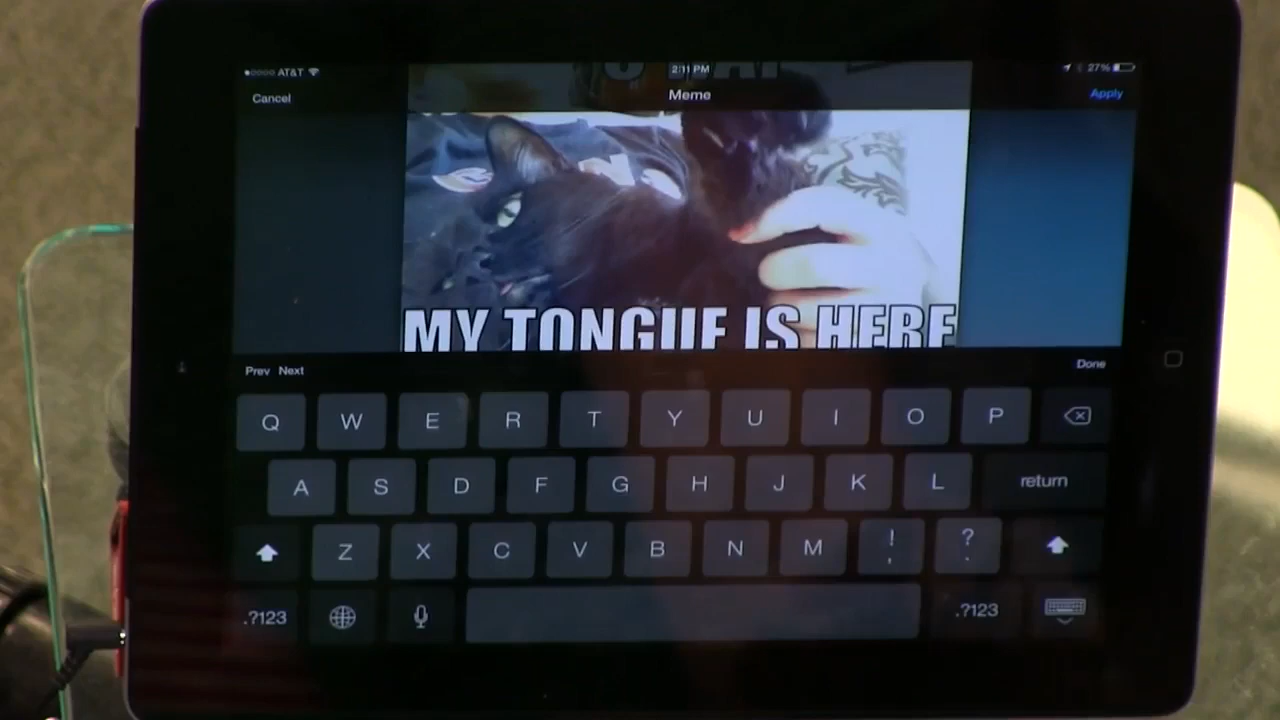 AT&T 2:11 PM 27%
Cancel Meme Apply
MY TONGUE IS HERE
Prev Next Done
Q W E R T Y U I O P
A S D F G H J K L return
Z X C V B N M ! , ? .
.?123 .?123